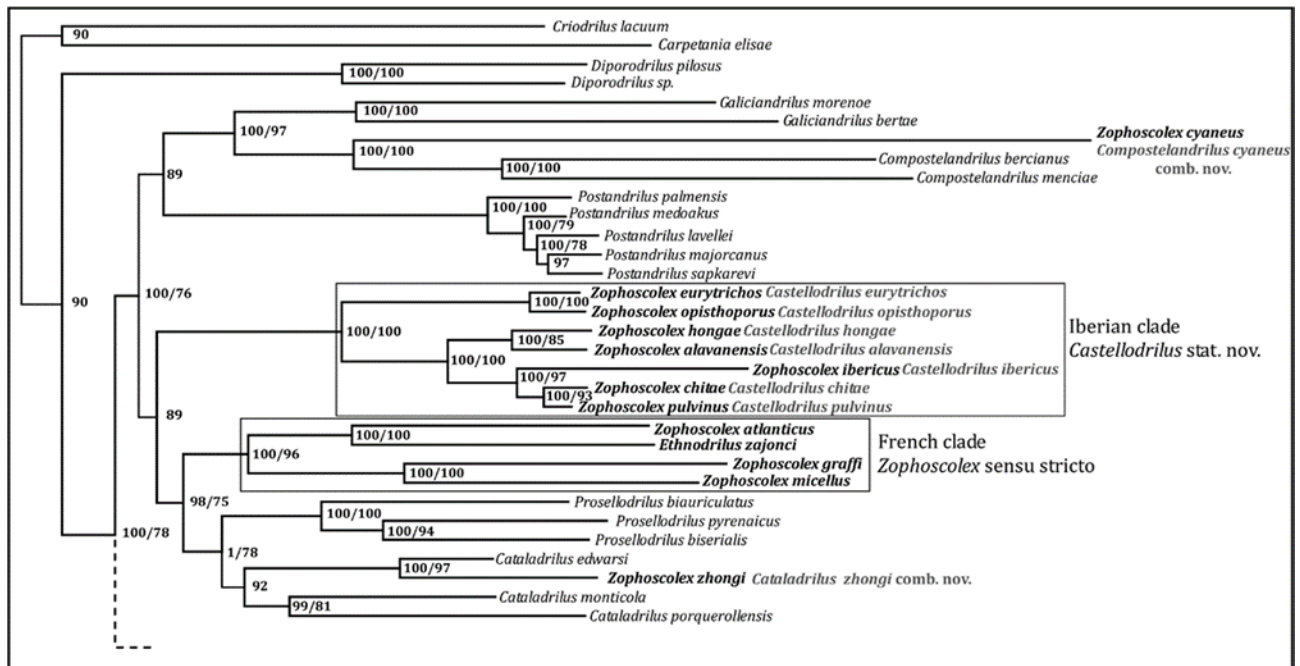 Criodrilus lacuum
90
Carpetania elisae
Diporodrilus pilosus
100/100
Diporodrilus sp.
Galiciandrilus morenoe
100/100
Galiciandrilus bertae
100/97
Zophoscolex cyaneus
Compostelandrilus cyaneus
comb. nov.
100/100
Compostelandrilus bercianus
100/100
Compostelandrilus menciae
89
Postandrilus palmensis
100/100
Postandrilus medoakus
100/79
Postandrilus lavellei
100/78
Postandrilus majorcanus
97
Postandrilus sapkarevi
100/76
90
Zophoscolex eurytrichos Castellodrilus eurytrichos
100/100
Zophoscolex opisthoporus Castellodrilus opisthoporus
100/100
Zophoscolex hongae Castellodrilus hongae
100/85
Zophoscolex alavanensis Castellodrilus alavanensis
100/100
Zophoscolex ibericus Castellodrilus ibericus
100/97
Zophoscolex chitae Castellodrilus chitae
100/93
Zophoscolex pulvinus Castellodrilus pulvinus
Iberian clade
Castellodrilus stat. nov.
89
Zophoscolex atlanticus
100/100
Ethnodrilus zajonci
100/96
Zophoscolex graffi
100/100
Zophoscolex micellus
French clade
Zophoscolex sensu stricto
98/75
Prosellodrilus biauriculatus
100/100
Prosellodrilus pyrenaicus
100/94
Prosellodrilus biserialis
100/78
1/78
Cataladrilus edwarsi
100/97
Zophoscolex zhongi Cataladrilus zhongi comb. nov.
92
Cataladrilus monticola
99/81
Cataladrilus porquerollensis